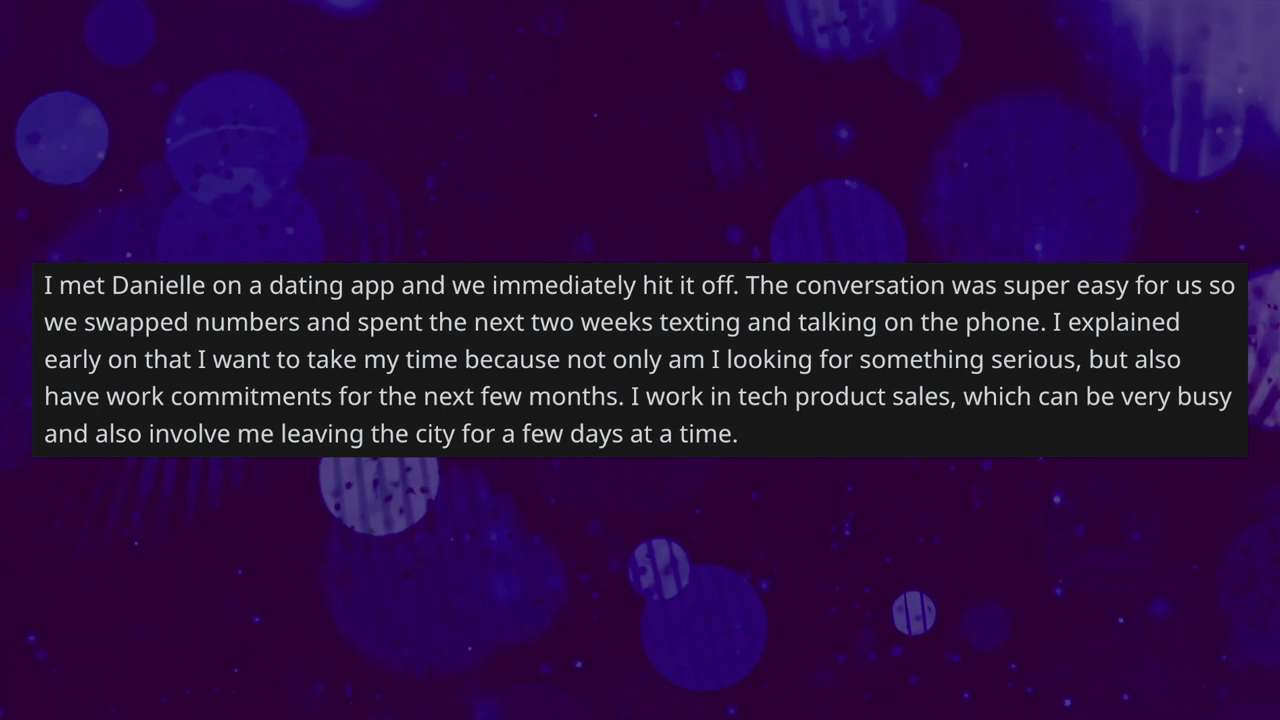 I met Danielle on a dating app and we immediately hit it off. The conversation was super easy for us so
we swapped numbers and spent the next two weeks texting and talking on the phone. I explained
early on that I want to take my time because not only am I looking for something serious, but also
have work commitments for the next few months. I work in tech product sales, which can be very busy
and also involve me leaving the city for a few days at a time.